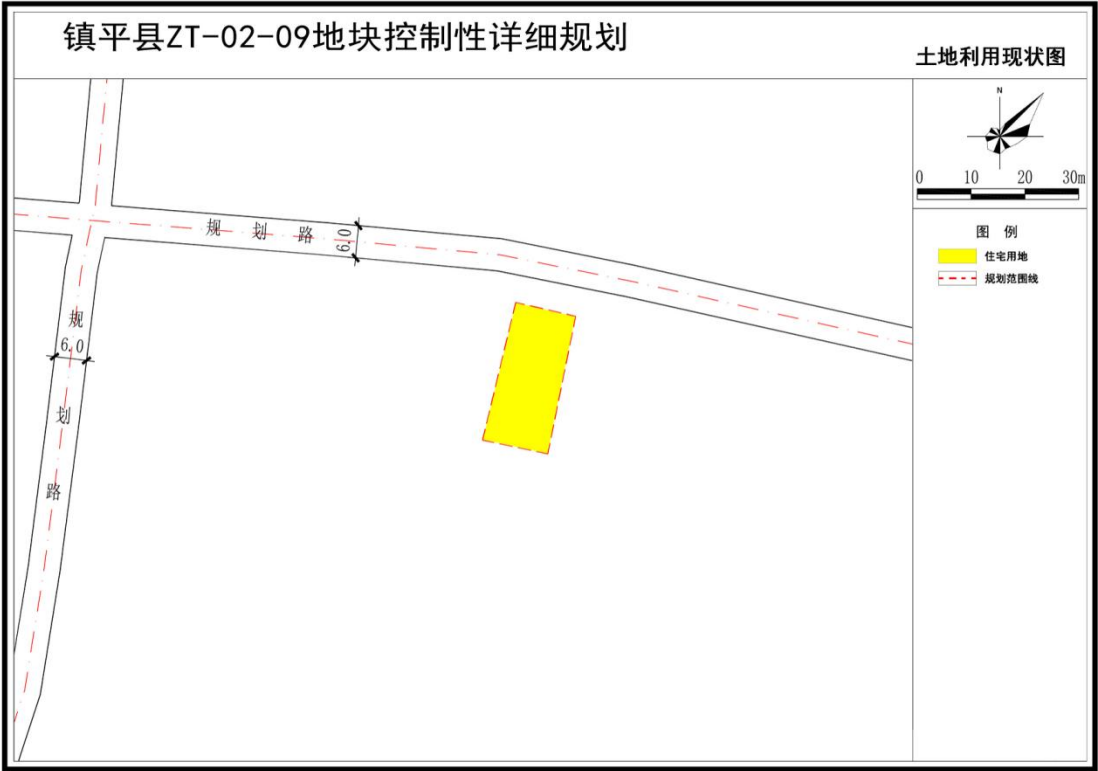 镇平县ZT-02-09地块控制性详细规划
土地利用现状图
N
0 10 20 30m
图 例
住宅用地
规划范围线
规 划 路
6.0
规
6.0
划
路